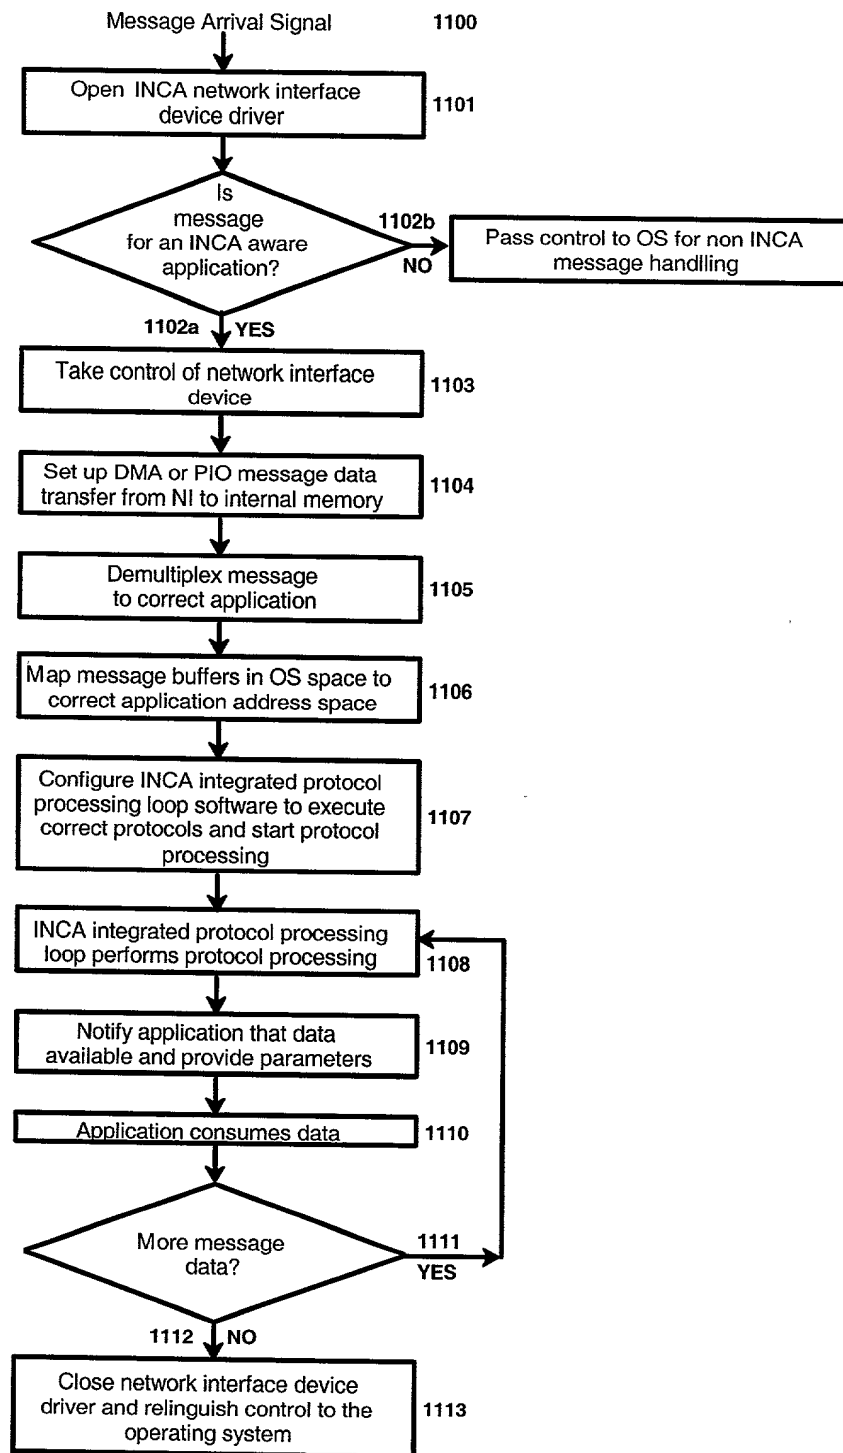 Message Arrival Signal 1100
Open INCA network interface
device driver
1101
Is
message
for an INCA aware
application?
1102b
NO
Pass control to OS for non INCA
message handlling
1102a YES
Take control of network interface
device
1103
Set up DMA or PIO message data
transfer from NI to internal memory
1104
Demultiplex message
to correct application
1105
Map message buffers in OS space to
correct application address space
1106
Configure INCA integrated protocol
processing loop software to execute
correct protocols and start protocol
processing
1107
INCA integrated protocol processing
loop performs protocol processing
1108
Notify application that data
available and provide parameters
1109
Application consumes data 1110
More message
data?
1111
YES
1112 NO
Close network interface device
driver and relinguish control to the
operating system
1113